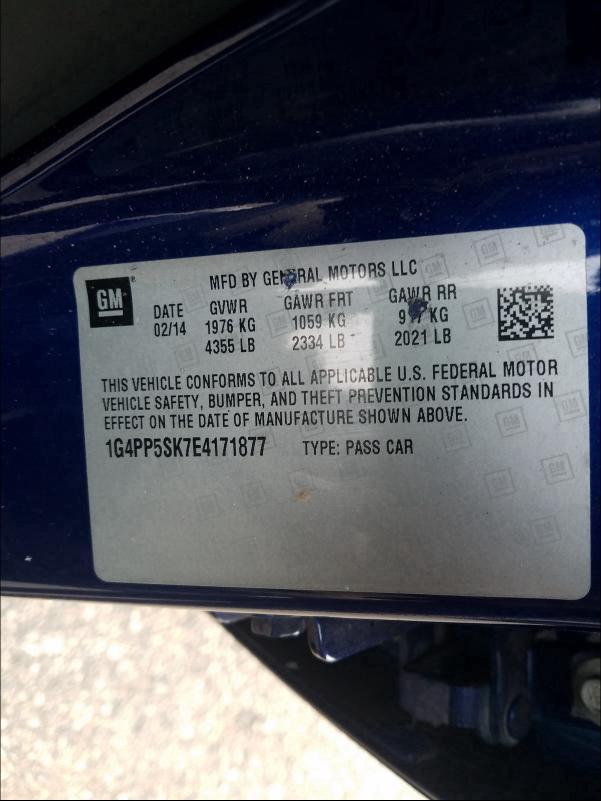 GM
MFD BY GENERAL MOTORS LLC
DATE GVWR GAWR FRT GAWR RR
02/14 1976 KG 1059 KG KG
4355 LB 2334 LB 2021 LB
THIS VEHICLE CONFORMS TO ALL APPLICABLE U.S. FEDERAL MOTOR
VEHICLE SAFETY, BUMPER, AND THEFT PREVENTION STANDARDS IN
EFFECT ON THE DATE OF MANUFACTURE SHOWN ABOVE.
1G4PP5SK7E4171877 TYPE: PASS CAR